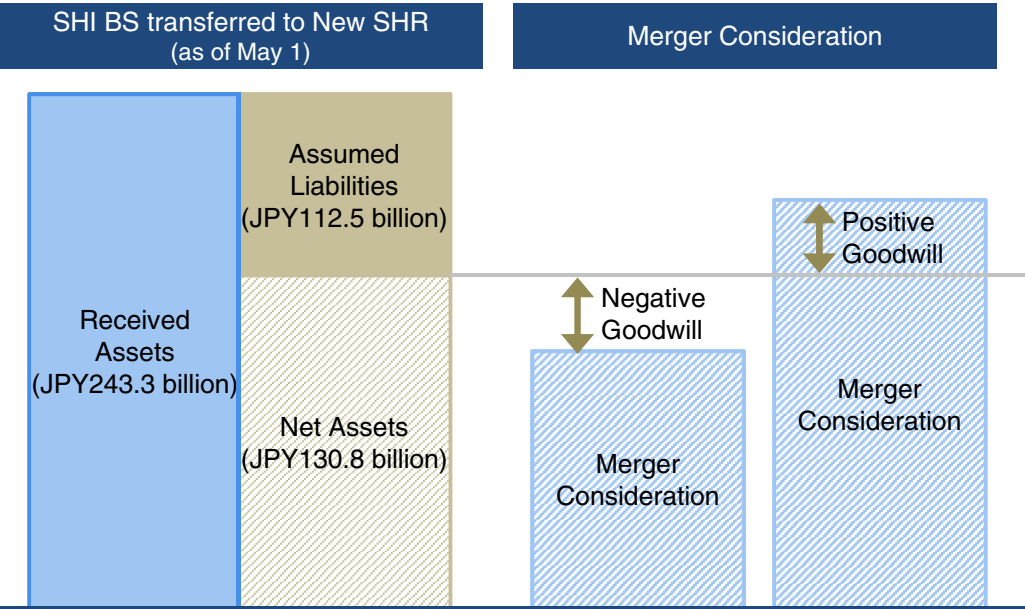 SHI BS transferred to New SHR
(as of May 1)
Merger Consideration
Assumed
Liabilities
(JPY112.5 billion)
Received
Assets
(JPY243.3 billion)
Net Assets
(JPY130.8 billion)
Negative
Goodwill
Merger
Consideration
Positive
Goodwill
Merger
Consideration